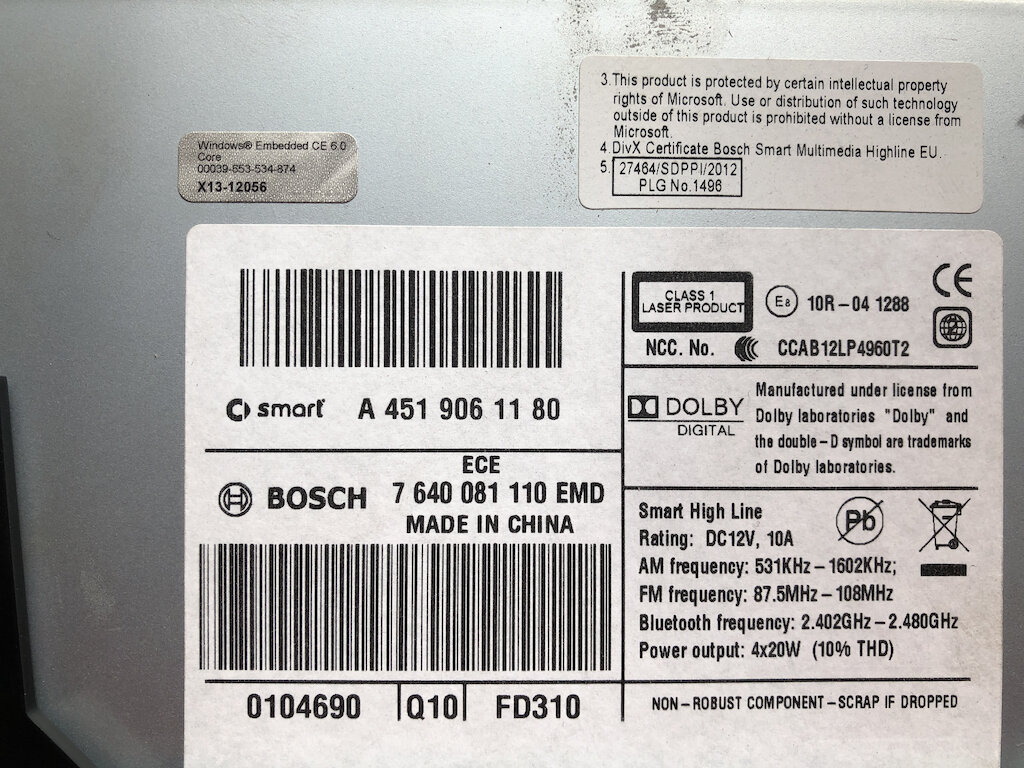 Windows® Embedded CE 6.0
Core
00039-653-534-874
X13-12056
3.This product is protected by certain intellectual property
rights of Microsoft. Use or distribution of such technology
outside of this product is prohibited without a license from
Microsoft.
4.DivX Certificate Bosch Smart Multimedia Highline EU.
5.27464/SDPPI/2012
PLG No.1496
smart A 451 906 11 80
ECE
BOSCH 7 640 081 110 EMD
MADE IN CHINA
0104690 Q10 FD310
CLASS 1
LASER PRODUCT
E8 10R-04 1288
CE
NCC. No. CCAB12LP4960T2
DOLBY
DIGITAL
Manufactured under license from
Dolby laboratories "Dolby" and
the double-D symbol are trademarks
of Dolby laboratories.
Smart High Line
Pb
Rating: DC12V, 10A
AM frequency: 531KHz-1602KHz;
FM frequency: 87.5MHz-108MHz
Bluetooth frequency: 2.402GHz-2.480GHz
Power output: 4x20W (10% THD)
NON-ROBUST COMPONENT-SCRAP IF DROPPED